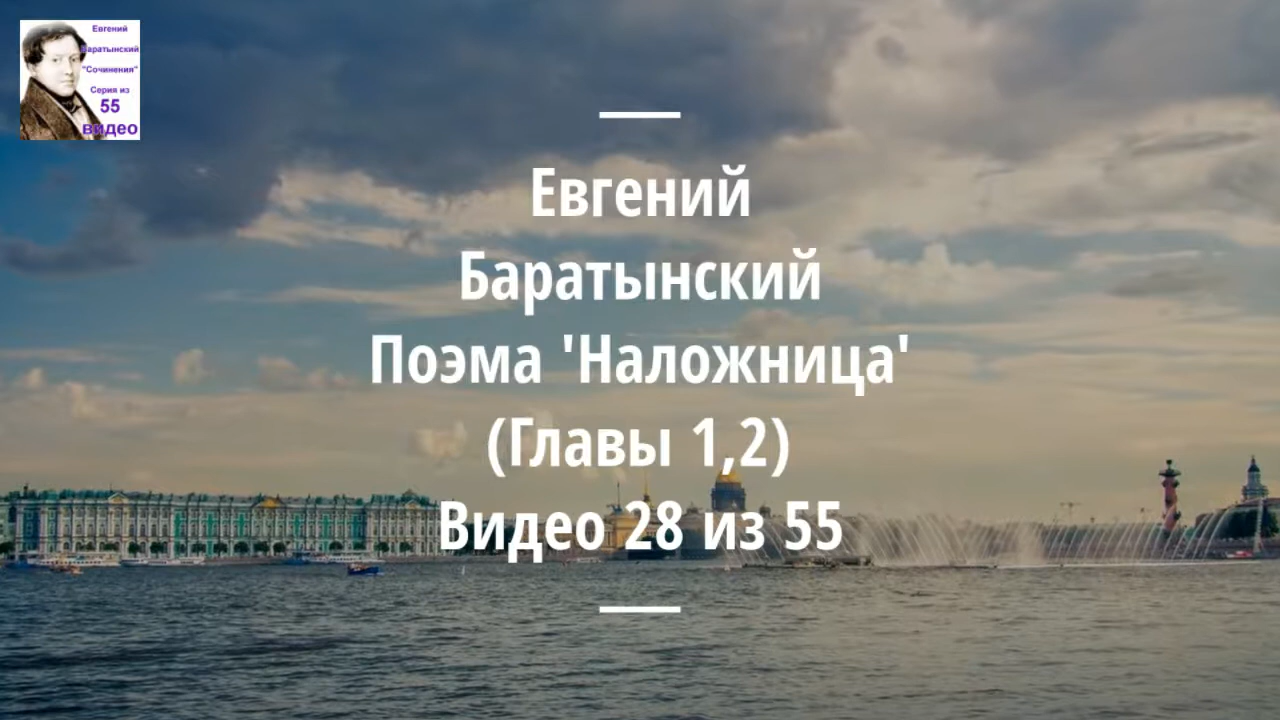 Евгений
Баратынский
"Сочинения"
Серия из
55
видео
Евгений
Баратынский
Поэма 'Наложница'
(Главы 1,2)
Видео 28 из 55